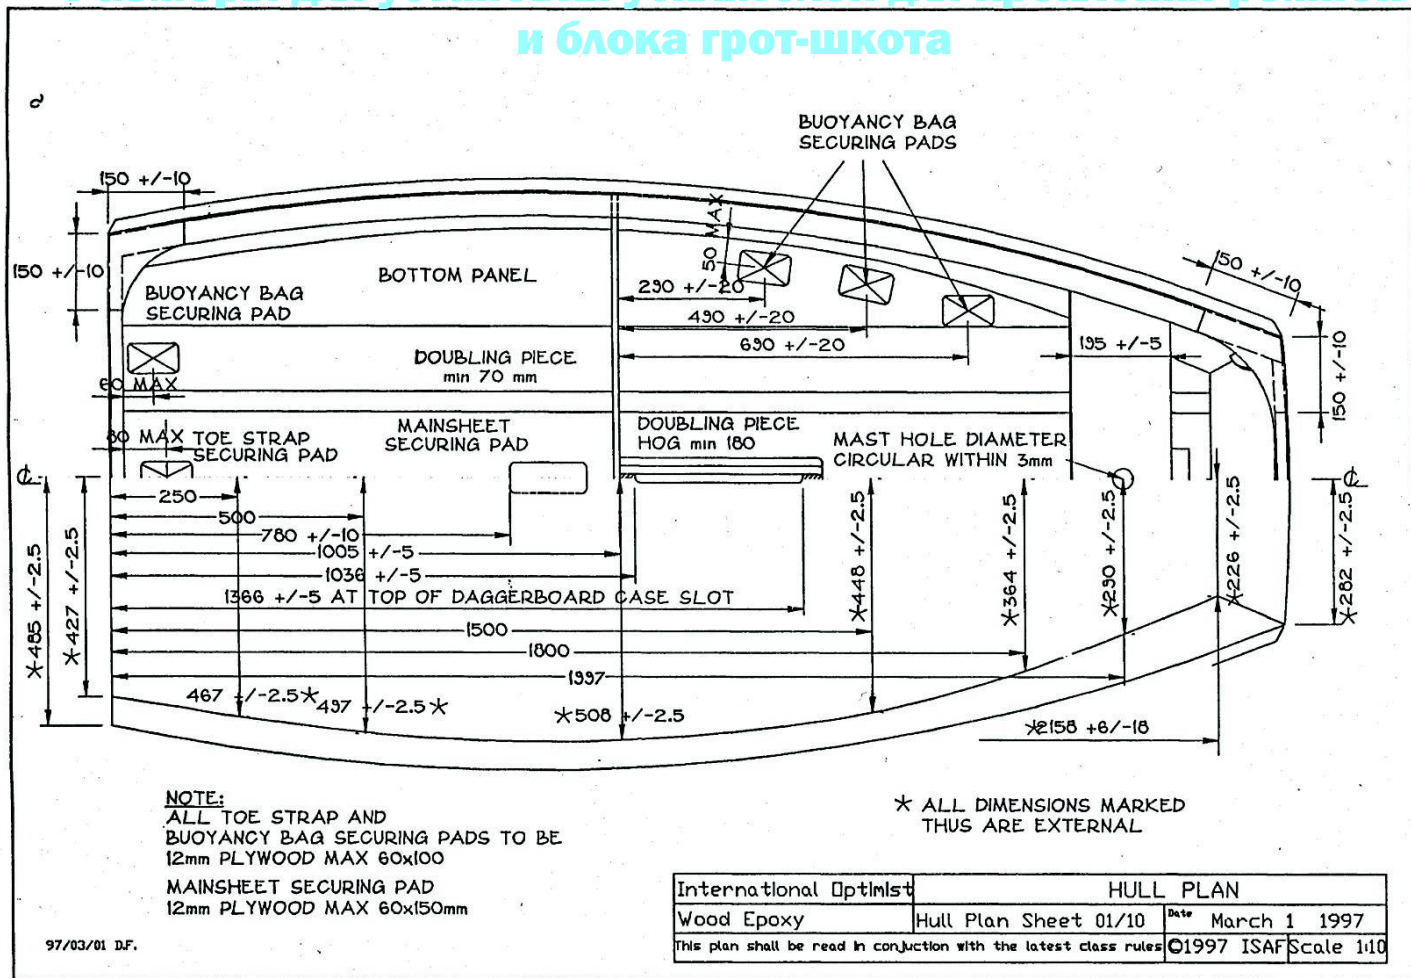 и блока грот-шкота
BUOYANCY BAG
SECURING PADS
150 +/-10
150 +/-10
BUOYANCY BAG
SECURING PAD
BOTTOM PANEL
50 MAX
290 +/-20
490 +/-20
690 +/-20
150 +/-10
195 +/-5
150 +/-10
DOUBLING PIECE
min 70 mm
60 MAX
80 MAX
TOE STRAP
SECURING PAD
MAINSHEET
SECURING PAD
DOUBLING PIECE
HOG min 180
MAST HOLE DIAMETER
CIRCULAR WITHIN 3mm
250
500
780 +/-10
1005 +/-5
1036 +/-5
1366 +/-5 AT TOP OF DAGGERBOARD CASE SLOT
1500
1800
1997
*485 +/-2.5
*427 +/-2.5
467 +/-2.5*
497 +/-2.5*
*508 +/-2.5
*448 +/-2.5
*364 +/-2.5
*290 +/-2.5
*226 +/-2.5
*282 +/-2.5
*2158 +6/-18
NOTE:
ALL TOE STRAP AND
BUOYANCY BAG SECURING PADS TO BE
12mm PLYWOOD MAX 60x100
MAINSHEET SECURING PAD
12mm PLYWOOD MAX 60x150mm
* ALL DIMENSIONS MARKED
THUS ARE EXTERNAL
International Optimist
HULL PLAN
Wood Epoxy
Hull Plan Sheet 01/10
Date March 1 1997
This plan shall be read in conjuction with the latest class rules
©1997 ISAF
Scale 1:10
97/03/01 D.F.